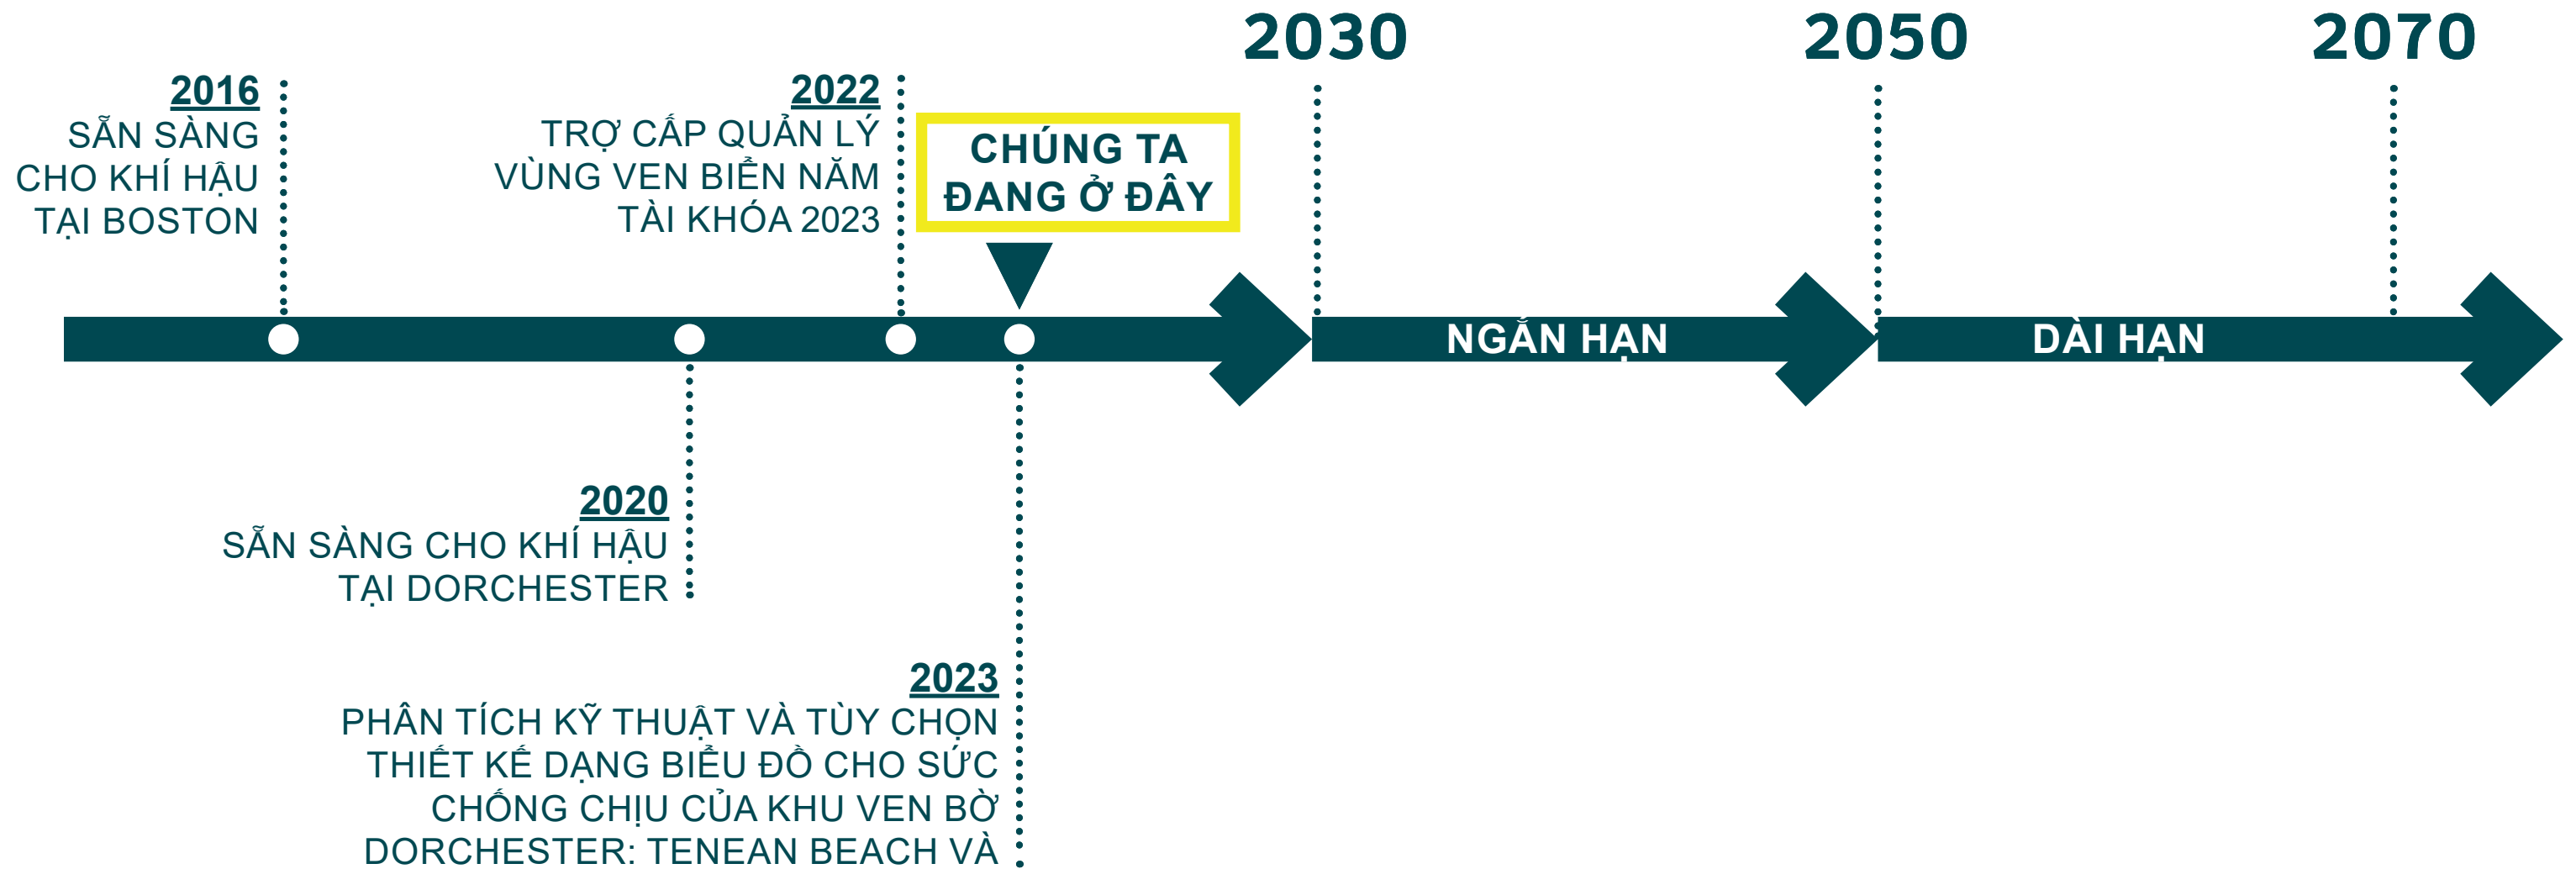 2030
2050
2070
2016
SẴN SÀNG
CHO KHÍ HẬU
TẠI BOSTON
2022
TRỢ CẤP QUẢN LÝ
VÙNG VEN BIỂN NĂM
TÀI KHÓA 2023
CHÚNG TA
ĐANG Ở ĐÂY
NGẮN HẠN
DÀI HẠN
2020
SẴN SÀNG CHO KHÍ HẬU
TẠI DORCHESTER
2023
PHÂN TÍCH KỸ THUẬT VÀ TÙY CHỌN
THIẾT KẾ DẠNG BIỂU ĐỒ CHO SỨC
CHỐNG CHỊU CỦA KHU VEN BỜ
DORCHESTER: TENEAN BEACH VÀ